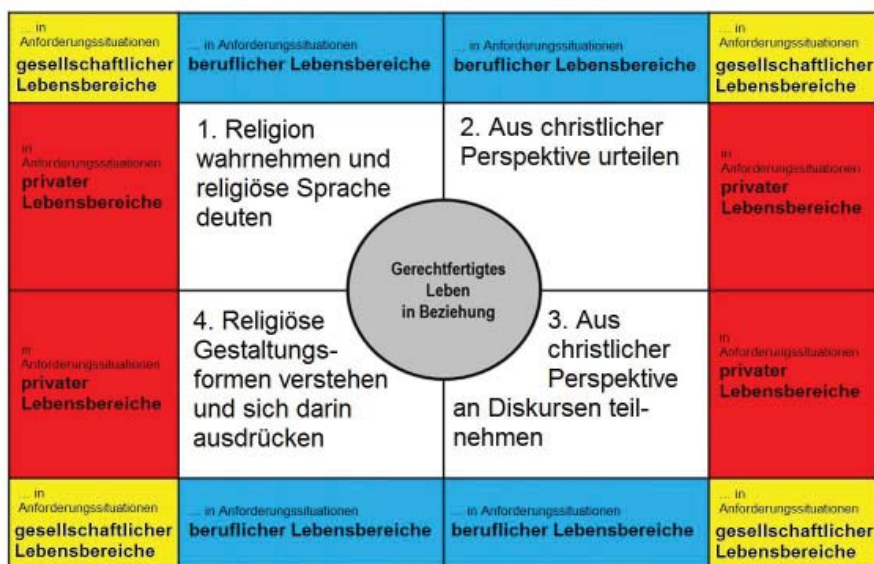 ... in
Anforderungssituationen
gesellschaftlicher
Lebensbereiche
... in Anforderungssituationen
beruflicher Lebensbereiche
... in Anforderungssituationen
beruflicher Lebensbereiche
... in
Anforderungssituationen
gesellschaftlicher
Lebensbereiche
in
Anforderungssituationen
privater
Lebensbereiche
1. Religion
wahrnehmen und
religiöse Sprache
deuten
2. Aus christlicher
Perspektive urteilen
in
Anforderungssituationen
privater
Lebensbereiche
Gerechtfertigtes
Leben
in Beziehung
in
Anforderungssituationen
privater
Lebensbereiche
4. Religiöse
Gestaltungs-
formen verstehen
und sich darin
ausdrücken
3. Aus
christlicher
Perspektive
an Diskursen teil-
nehmen
in
Anforderungssituationen
privater
Lebensbereiche
... in
Anforderungssituationen
gesellschaftlicher
Lebensbereiche
... in Anforderungssituationen
beruflicher Lebensbereiche
... in Anforderungssituationen
beruflicher Lebensbereiche
... in
Anforderungssituationen
gesellschaftlicher
Lebensbereiche